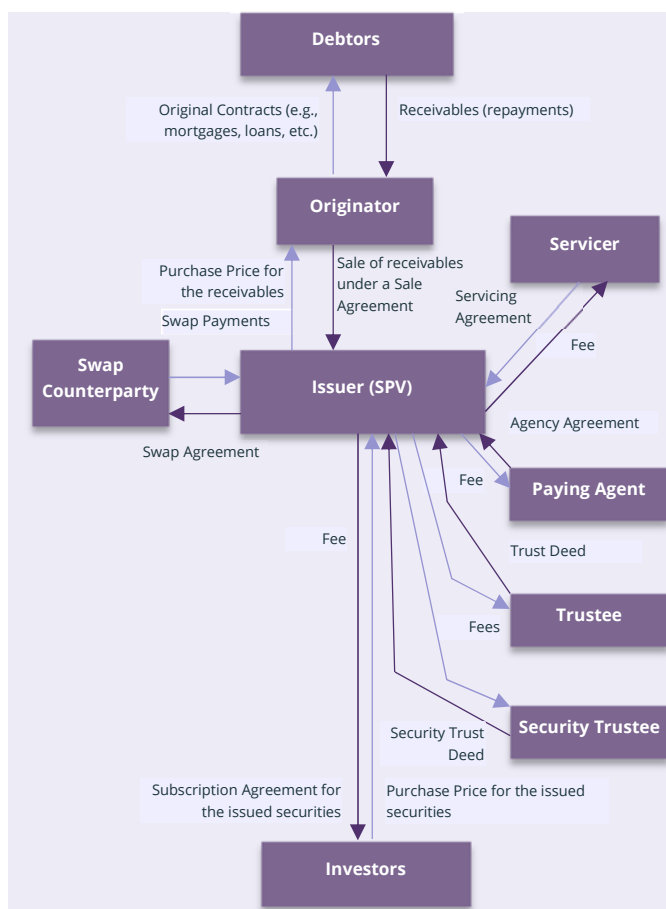 Debtors
Original Contracts (e.g.,
mortgages, loans, etc.)
Receivables (repayments)
Originator
Servicer
Purchase Price for
the receivables
Sale of receivables
under a Sale
Agreement
Servicing
Agreement
Swap Payments
Fee
Swap
Counterparty
Issuer (SPV)
Swap Agreement
Agency Agreement
Fee
Paying Agent
Fee
Trust Deed
Trustee
Fees
Security Trustee
Security Trust
Deed
Subscription Agreement for
the issued securities
Purchase Price for the issued
securities
Investors